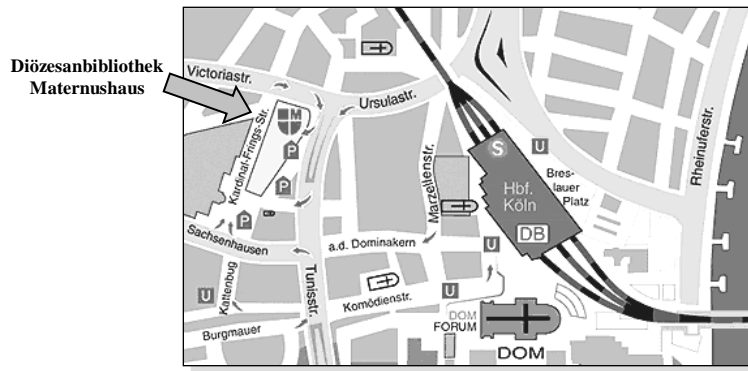 Diözesanbibliothek
Maternushaus
Victoriastr.
Ursulastr.
M
Kardinal-Frings-Str.
P
P
P
Sachsenhausen
Kattenbug
U
Burgmauer
Tunisstr.
a.d. Dominakern
Komödienstr.
Marzellenstr.
U
U
S
Hbf.
Köln
DB
U
Bres-
lauer
Platz
Rheinuferstr.
DOM
FORUM
DOM